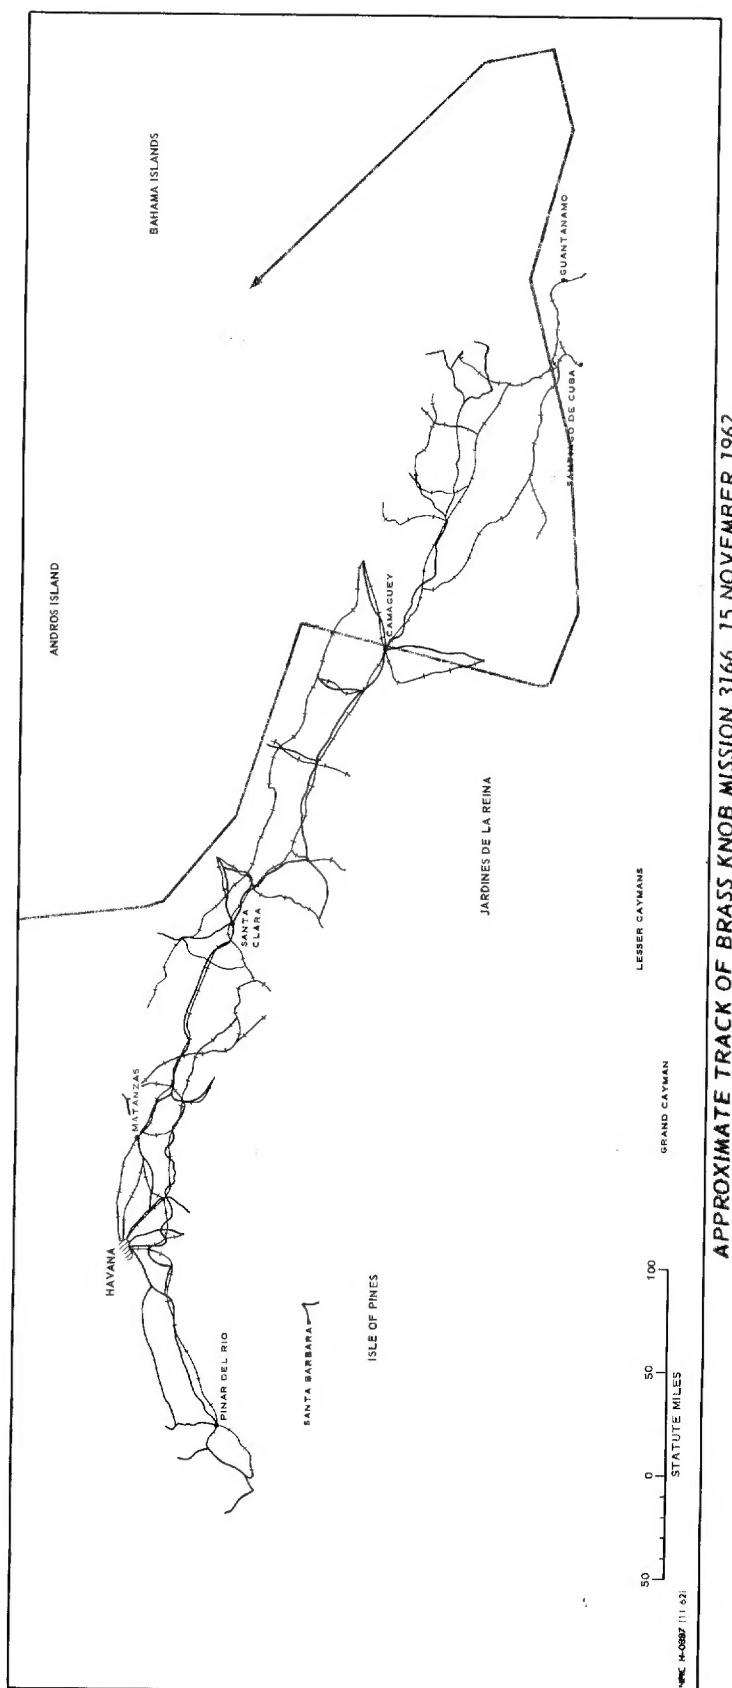 BAHAMA ISLANDS
ANDROS ISLAND
HAVANA
MATANZAS
SANTA
CLARA
CAMAGUEY
GUANTANAMO
SANTIAGO DE CUBA
PINAR DEL RIO
SANTA BARBARA
ISLE OF PINES
JARDINES DE LA REINA
LESSER CAYMANS
GRAND CAYMAN
50 0 50 100
STATUTE MILES
APPROXIMATE TRACK OF BRASS KNOB MISSION 3166, 15 NOVEMBER 1962